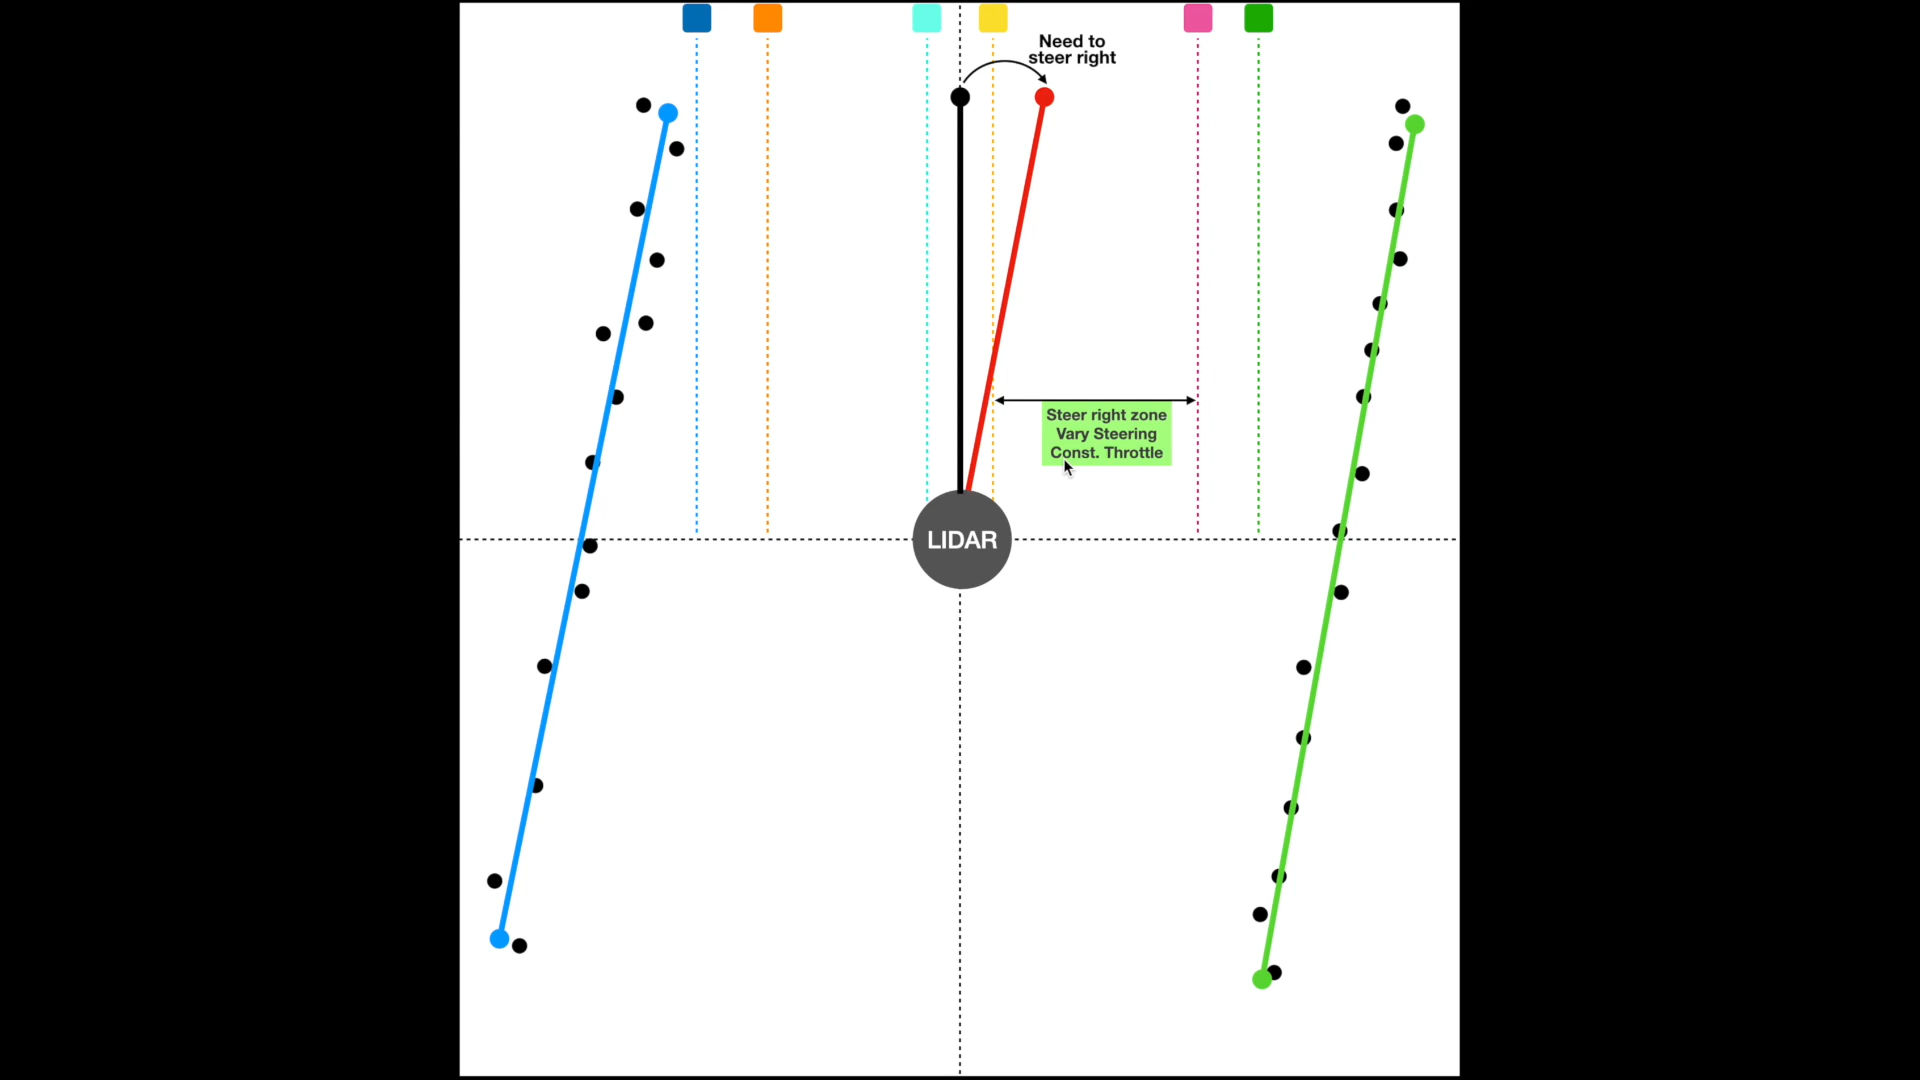 Need to
steer right
Steer right zone
Vary Steering
Const. Throttle
LIDAR